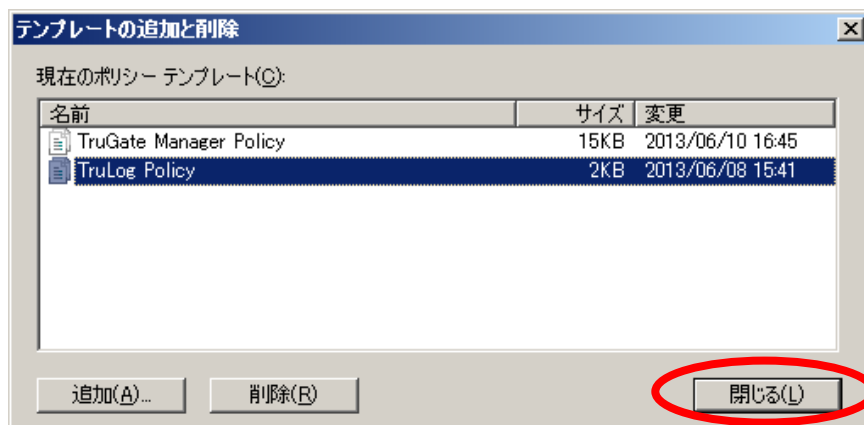 テンプレートの追加と削除
現在のポリシー テンプレート(C):
名前 サイズ 変更
TruGate Manager Policy 15KB 2013/06/10 16:45
TruLog Policy 2KB 2013/06/08 15:41
追加(A)... 削除(R) 閉じる(L)